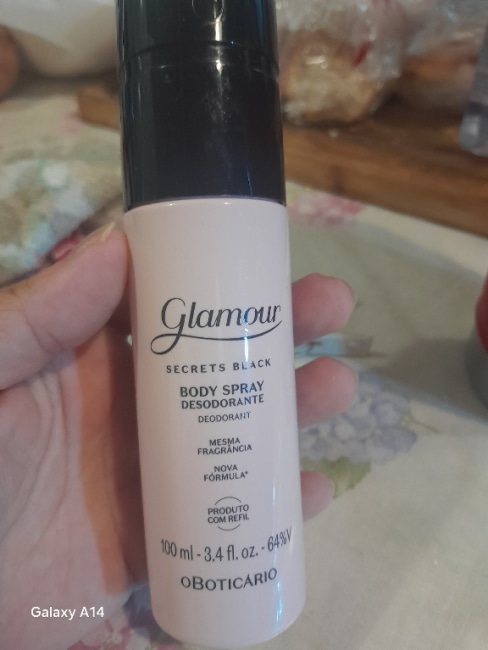 Glamour
SECRETS BLACK
BODY SPRAY
DESODORANTE
DEODORANT
MESMA
FRAGRÂNCIA
NOVA
FÓRMULA*
PRODUTO
COM REFIL
100 ml - 3.4 fl. oz. - 64%V
oBOTICÁRIO
Galaxy A14